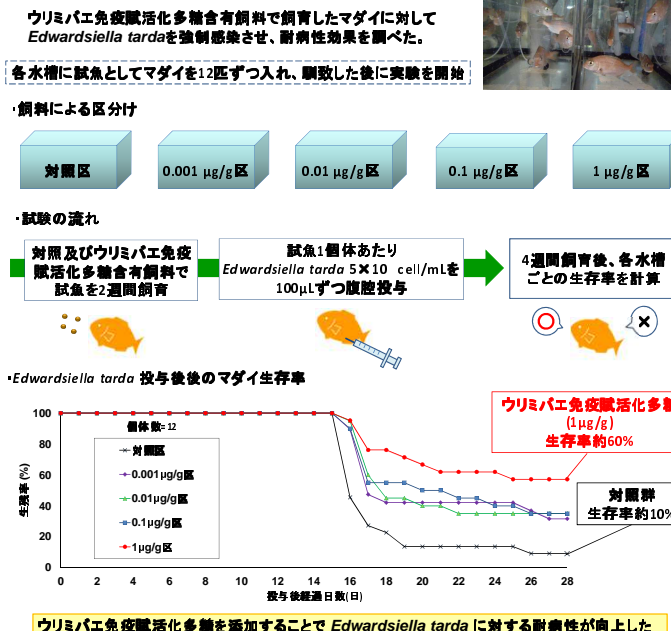 ウリミバエ免疫賦活化多糖含有飼料で飼育したマダイに対して
Edwardsiella tardaを強制感染させ、耐病性効果を調べた。
各水槽に試魚としてマダイを12匹ずつ入れ、馴致した後に実験を開始
・飼料による区分け
対照区
0.001 µg/g 区
0.01 µg/g 区
0.1 µg/g 区
1 µg/g 区
・試験の流れ
対照及びウリミバエ免疫
賦活化多糖含有飼料で
試魚を2週間飼育
試魚1個体あたり
Edwardsiella tarda 5×10 cell/mLを
100µLずつ腹腔投与
4週間飼育後、各水槽
ごとの生存率を計算
・Edwardsiella tarda 投与後後のマダイ生存率
生残率(%)
100
80
60
40
20
0
個体数=12
対照区
0.001µg/g区
0.01µg/g区
0.1µg/g区
1µg/g区
ウリミバエ免疫賦活化多糖
(1µg/g)
生存率約60%
対照群
生存率約10%
0 2 4 6 8 10 12 14 16 18 20 22 24 26 28
投与後経過日数(日)
ウリミバエ免疫賦活化多糖を添加することで Edwardsiella tarda に対する耐病性が向上した